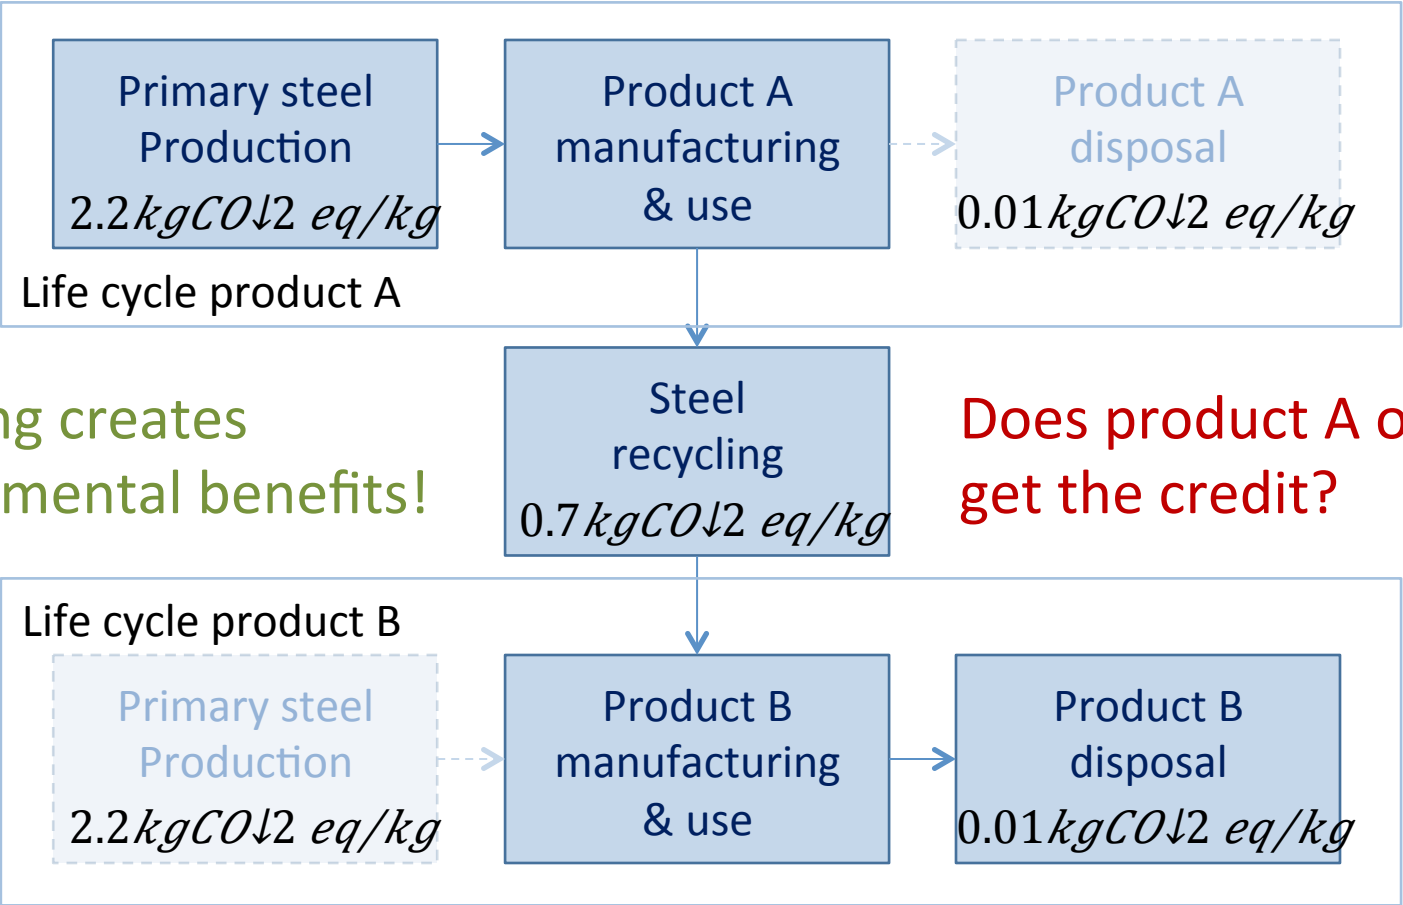 Primary steel
Production
2.2kgCO↓2 eq/kg
Product A
manufacturing
& use
Product A
disposal
0.01kgCO↓2 eq/kg
Life cycle product A
ng creates
mental benefits!
Steel
recycling
0.7kgCO↓2 eq/kg
Does product A o
get the credit?
Life cycle product B
Primary steel
Production
2.2kgCO↓2 eq/kg
Product B
manufacturing
& use
Product B
disposal
0.01kgCO↓2 eq/kg